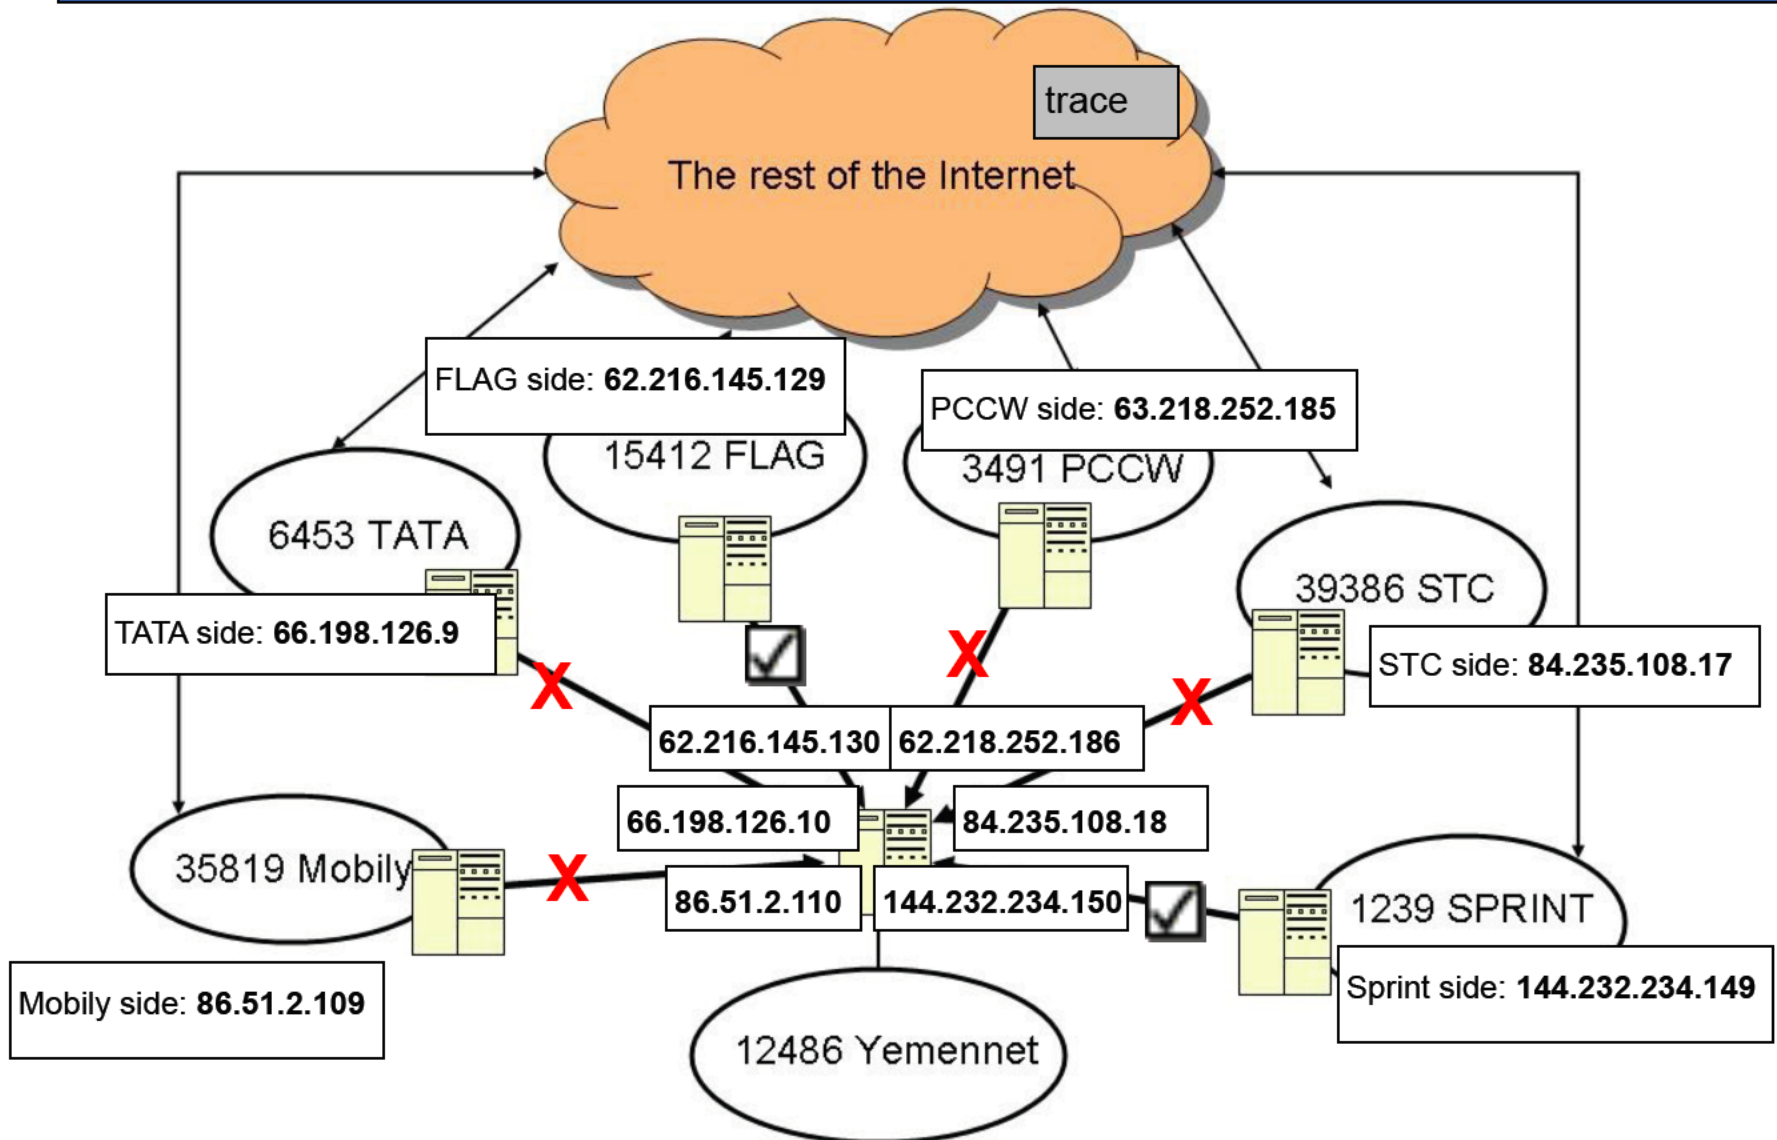 trace
The rest of the Internet
FLAG side: 62.216.145.129
PCCW side: 63.218.252.185
15412 FLAG
3491 PCCW
6453 TATA
39386 STC
TATA side: 66.198.126.9
X
X
STC side: 84.235.108.17
X
62.216.145.130
62.218.252.186
66.198.126.10
84.235.108.18
35819 Mobily
X
86.51.2.110
144.232.234.150
1239 SPRINT
Mobily side: 86.51.2.109
Sprint side: 144.232.234.149
12486 Yemennet